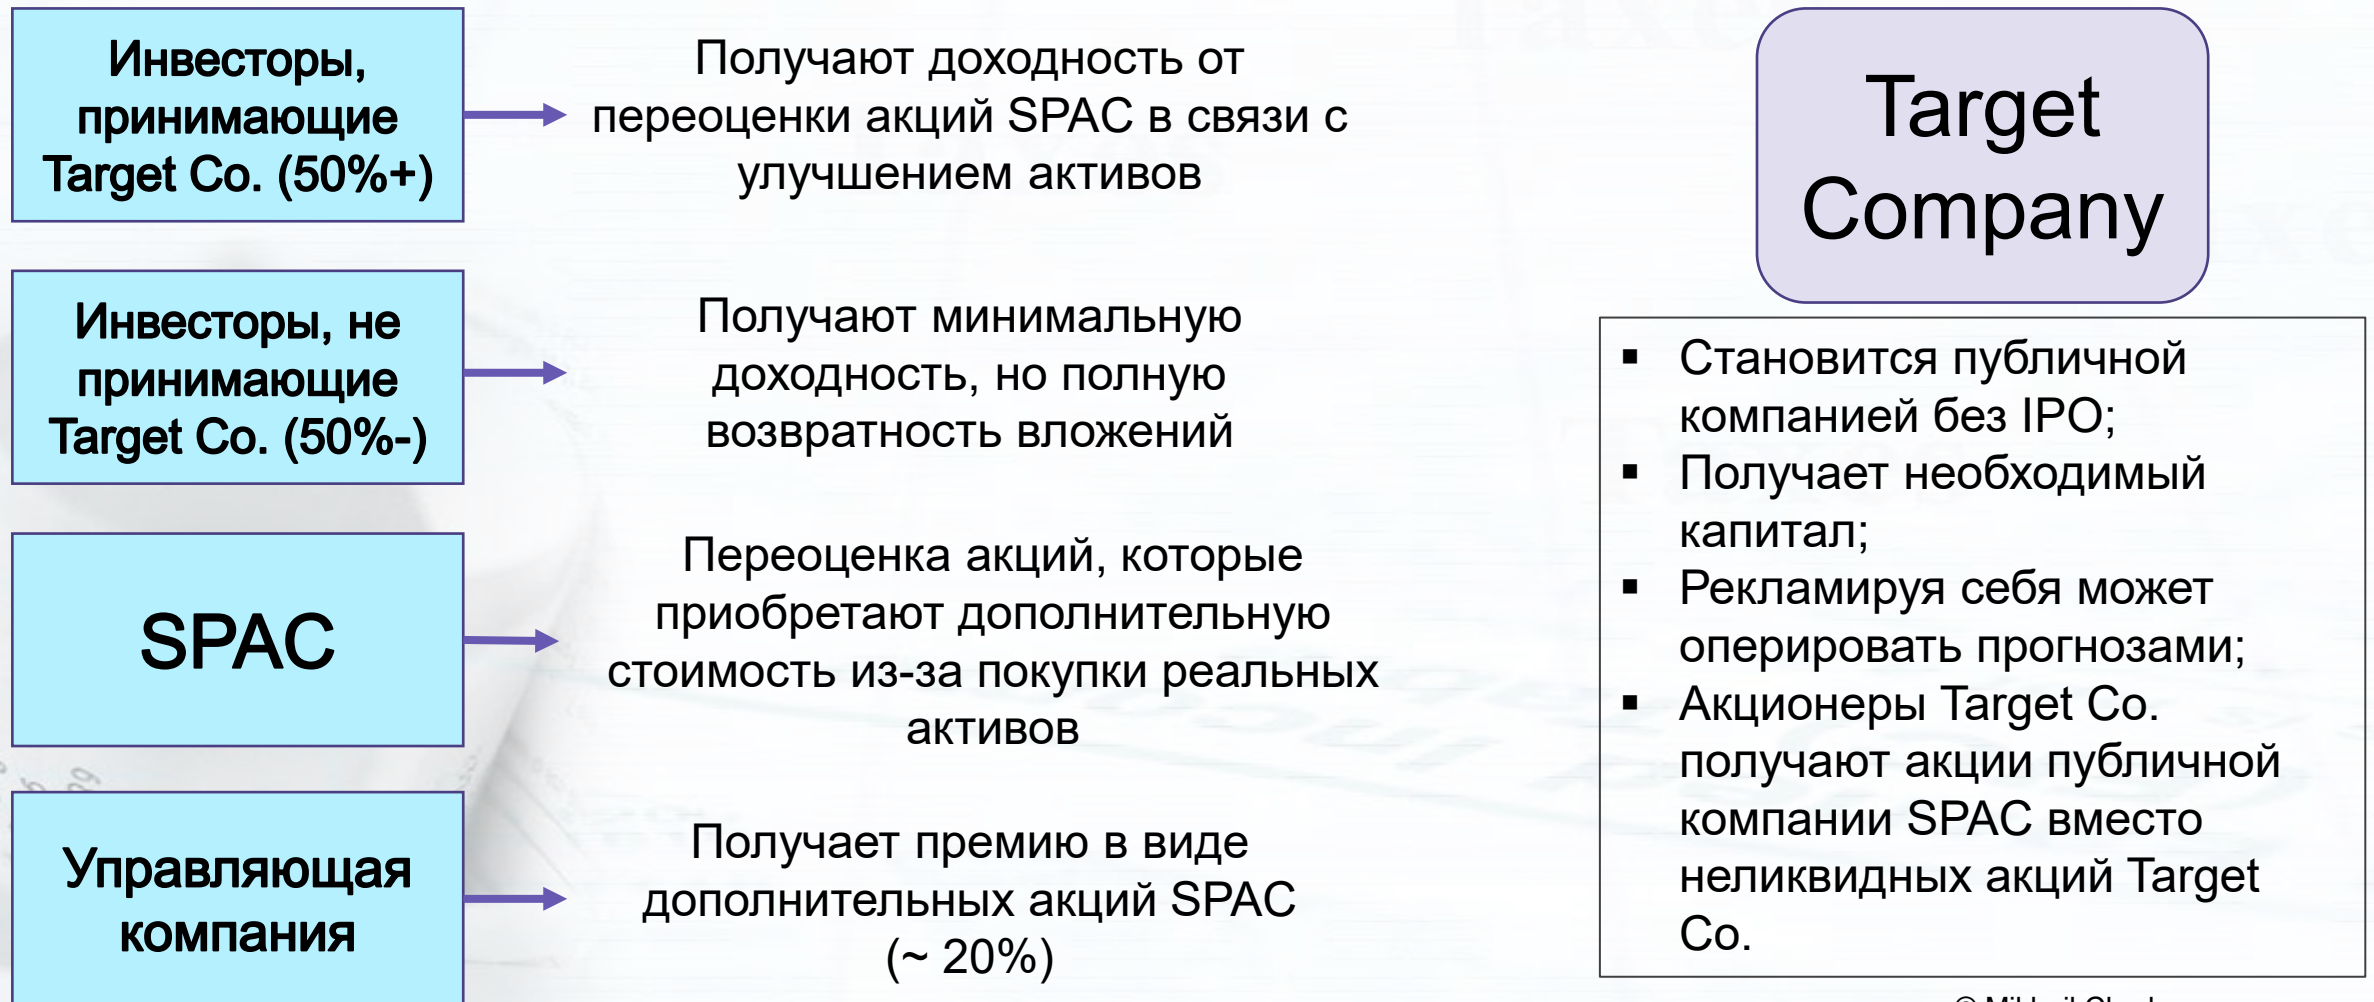 Инвесторы,
принимающие
Target Co. (50%+)
Получают доходность от
переоценки акций SPAC в связи с
улучшением активов
Инвесторы, не
принимающие
Target Co. (50%-)
Получают минимальную
доходность, но полную
возвратность вложений
SPAC
Переоценка акций, которые
приобретают дополнительную
стоимость из-за покупки реальных
активов
Управляющая
компания
Получает премию в виде
дополнительных акций SPAC
(~ 20%)
Target
Company
▪ Становится публичной
компанией без IPO;
▪ Получает необходимый
капитал;
▪ Рекламируя себя может
оперировать прогнозами;
▪ Акционеры Target Co.
получают акции публичной
компании SPAC вместо
неликвидных акций Target
Co.